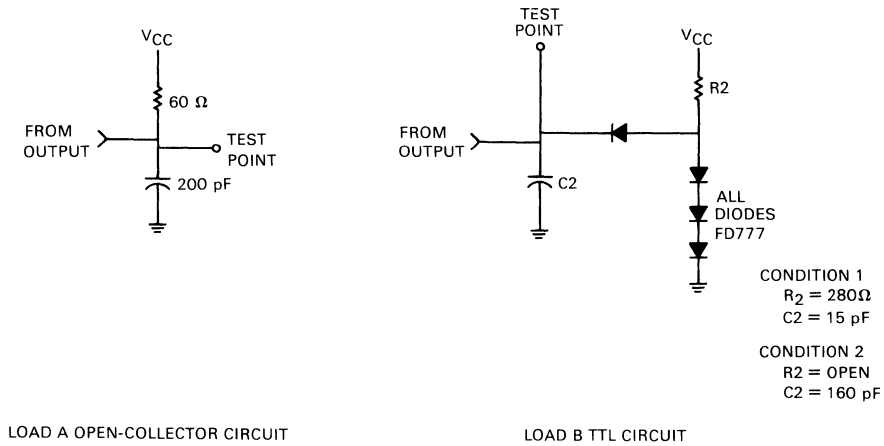 VCC
60 Ω
FROM
OUTPUT
TEST
POINT
200 pF
LOAD A OPEN-COLLECTOR CIRCUIT
TEST
POINT
VCC
R2
FROM
OUTPUT
C2
ALL
DIODES
FD777
CONDITION 1
R2 = 280Ω
C2 = 15 pF
CONDITION 2
R2 = OPEN
C2 = 160 pF
LOAD B TTL CIRCUIT